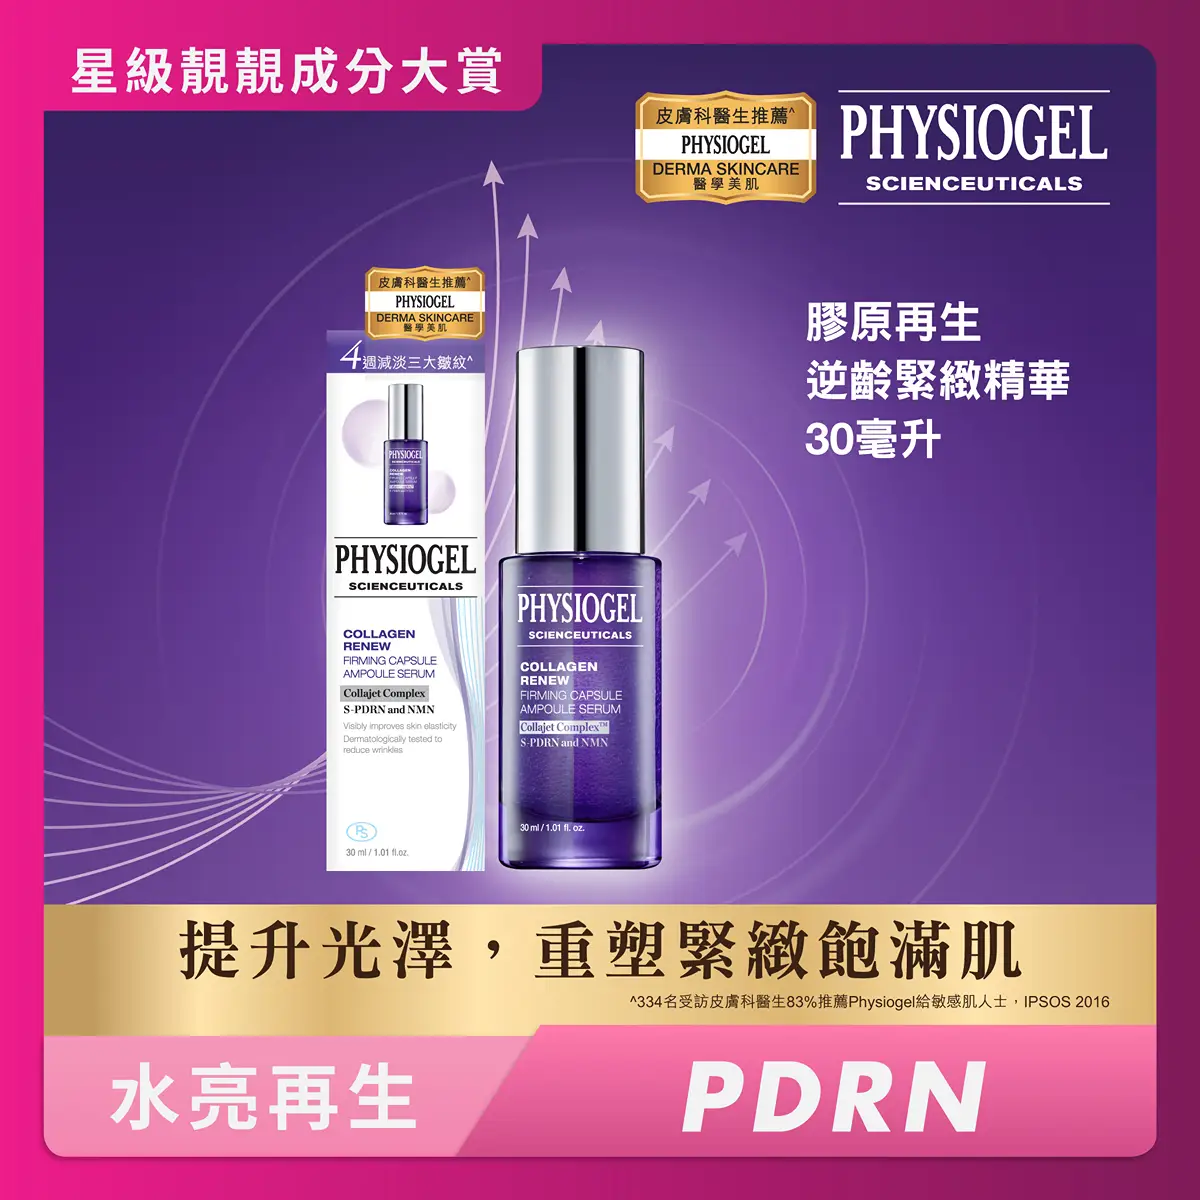 星級靚靚成分大賞
皮膚科醫生推薦^
PHYSIOGEL
DERMA SKINCARE
醫學美肌
PHYSIOGEL
SCIENCEUTICALS
膠原再生
逆齡緊緻精華
30毫升
皮膚科醫生推薦^
PHYSIOGEL
DERMA SKINCARE
醫學美肌
4週減淡三大皺紋^
PHYSIOGEL
PHYSIOGEL
SCIENCEUTICALS
COLLAGEN
RENEW
FIRMING CAPSULE
AMPOULE SERUM
Collajet Complex
S-PDRN and NMN
Visibly improves skin elasticity
Dermatologically tested to
reduce wrinkles
PS
30 ml / 1.01 fl.oz.
PHYSIOGEL
SCIENCEUTICALS
COLLAGEN
RENEW
FIRMING CAPSULE
AMPOULE SERUM
Collajet Complex™
S-PDRN and NMN
30 ml / 1.01 fl. oz.
提升光澤，重塑緊緻飽滿肌
^334名受訪皮膚科醫生83%推薦Physiogel給敏感肌人士，IPSOS 2016
水亮再生
PDRN